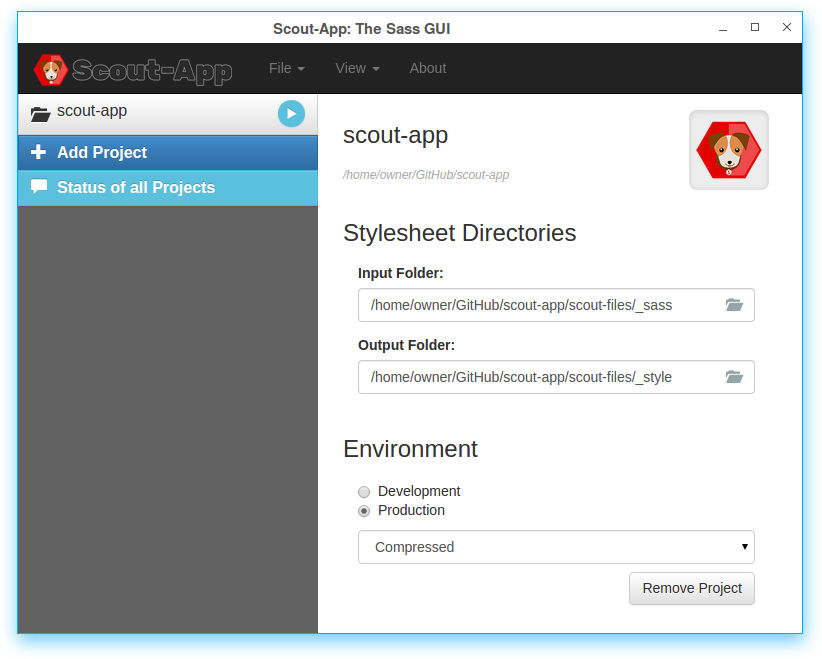 Scout-App: The Sass GUI
Scout-App File View About
scout-app
Add Project
Status of all Projects
scout-app
/home/owner/GitHub/scout-app
Stylesheet Directories
Input Folder:
/home/owner/GitHub/scout-app/scout-files/_sass
Output Folder:
/home/owner/GitHub/scout-app/scout-files/_style
Environment
Development
Production
Compressed
Remove Project